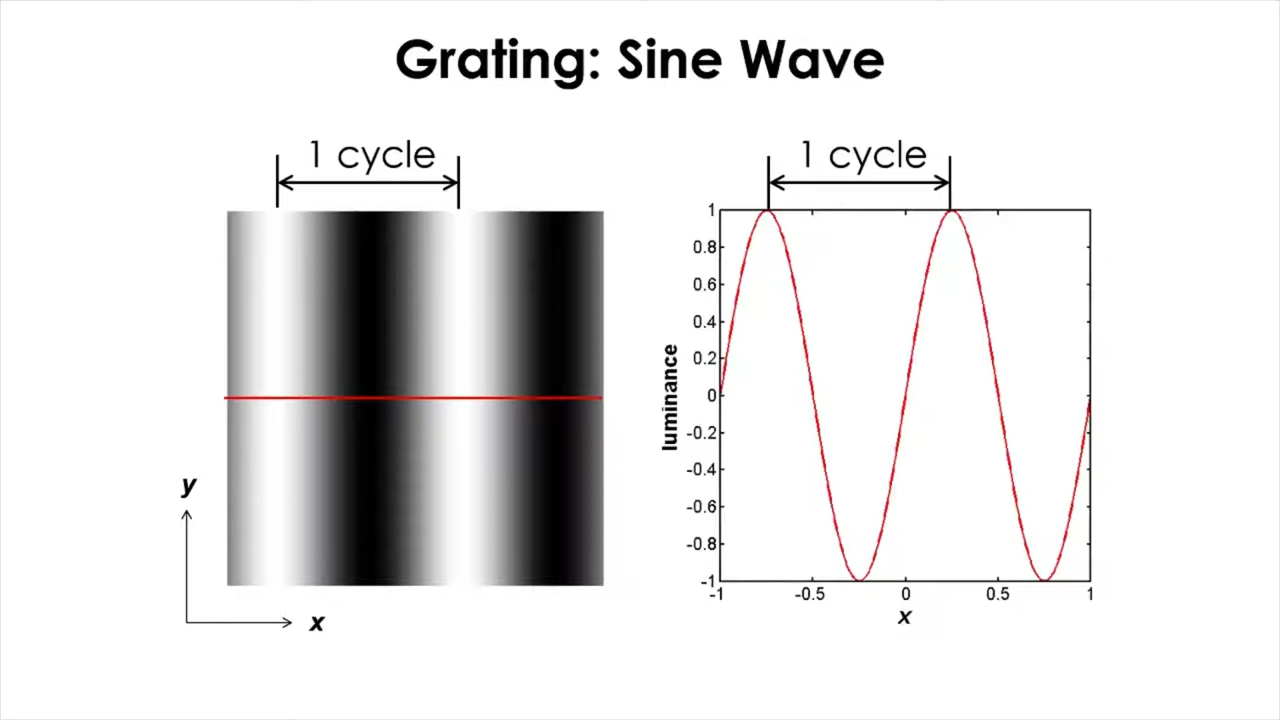 Grating: Sine Wave
1 cycle
1 cycle
y
x
luminance
1
0.8
0.6
0.4
0.2
0
-0.2
-0.4
-0.6
-0.8
-1
-1
-0.5
0
0.5
1
x